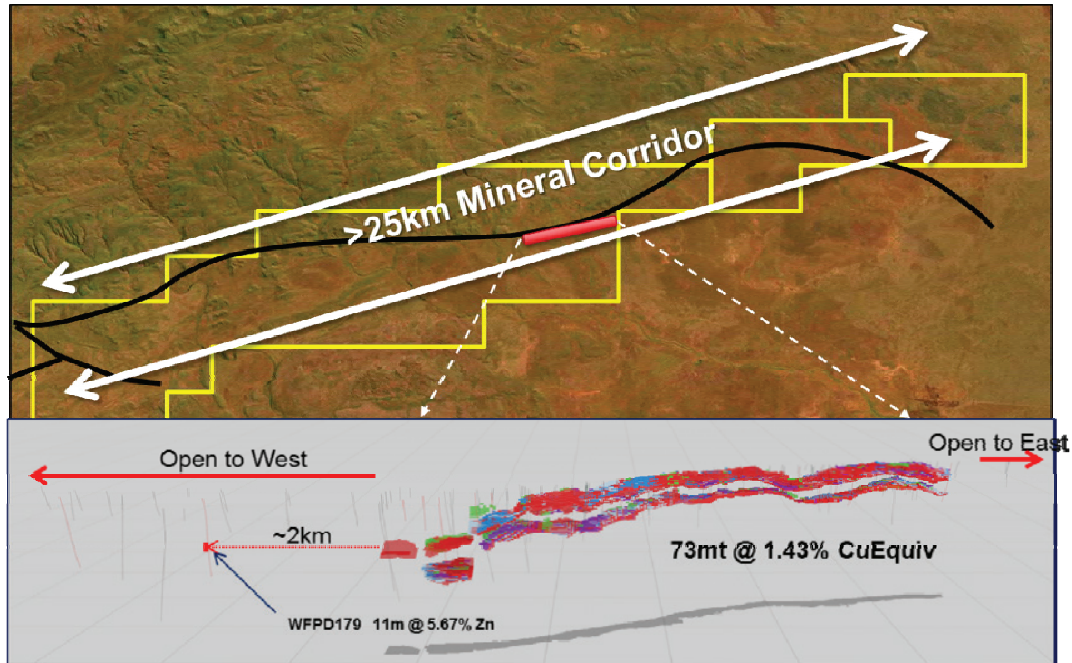 >25km Mineral Corridor
Open to West
Open to East
~2km
73mt @ 1.43% CuEquiv
WFPD179 11m @ 5.67% Zn